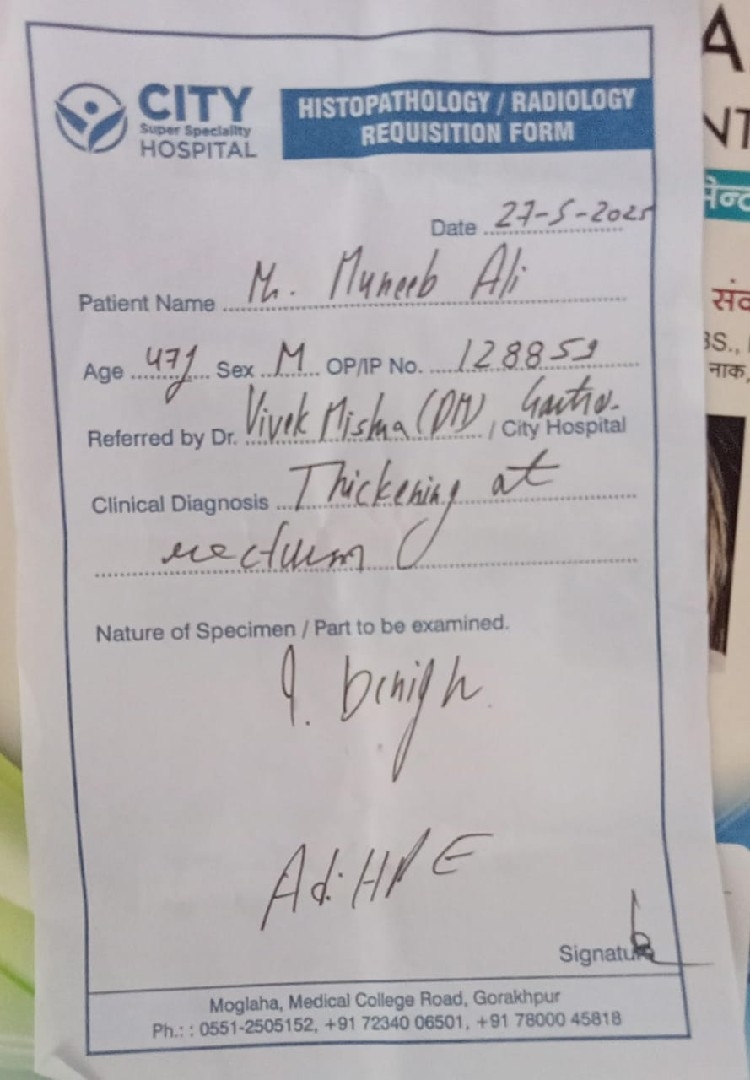 CITY
Super Speciality
HOSPITAL
HISTOPATHOLOGY / RADIOLOGY
REQUISITION FORM
Date 27-5-2025
Patient Name Mr. Muneeb Ali
Age 47y Sex M OP/IP No. 128859
Referred by Dr. Vivek Mishra (DM) Gastro. / City Hospital
Clinical Diagnosis Thickening at
rectum
Nature of Specimen / Part to be examined.
?. benign
Ad: HPE
Signature
Moglaha, Medical College Road, Gorakhpur
Ph.: : 0551-2505152, +91 72340 06501, +91 78000 45818
A
NT
मेन्ट
BS.,
नाक,